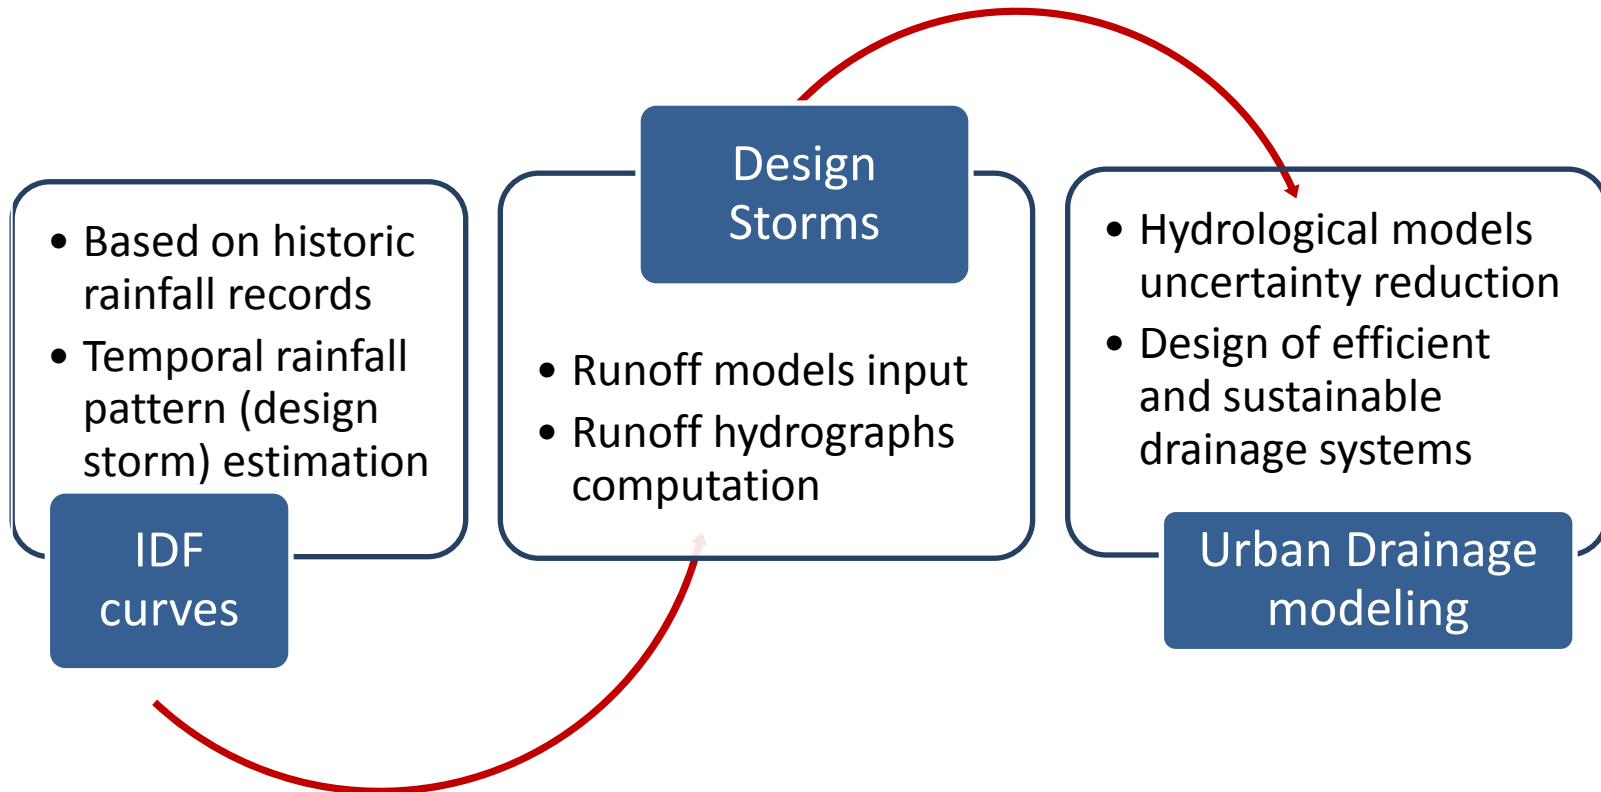 • Based on historic
rainfall records
• Temporal rainfall
pattern (design
storm) estimation
IDF
curves
Design
Storms
• Runoff models input
• Runoff hydrographs
computation
• Hydrological models
uncertainty reduction
• Design of efficient
and sustainable
drainage systems
Urban Drainage
modeling